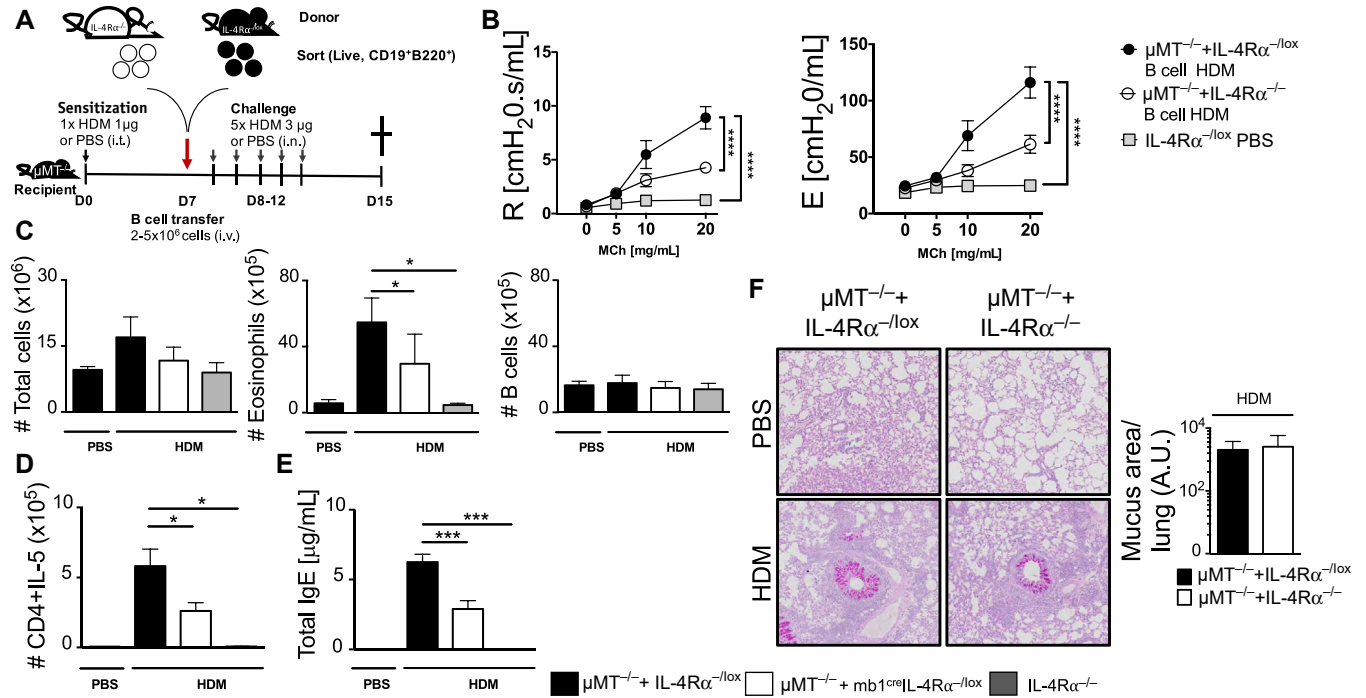 A
IL-4Rα⁻/⁻
IL-4Rα⁻/lox
Donor
Sort (Live, CD19⁺B220⁺)
Sensitization
1x HDM 1µg
or PBS (i.t.)
Challenge
5x HDM 3 µg
or PBS (i.n.)
µMT⁻/⁻
Recipient
D0
D7
D8-12
D15
B cell transfer
2-5x10⁶ cells (i.v.)
B
R [cmH₂0.s/mL]
15
10
5
0
0 5 10 20
MCh [mg/mL]
****
****
E [cmH₂0/mL]
150
100
50
0
0 5 10 20
MCh [mg/mL]
****
****
µMT⁻/⁻+IL-4Rα⁻/lox
B cell HDM
µMT⁻/⁻+IL-4Rα⁻/⁻
B cell HDM
IL-4Rα⁻/lox PBS
C
# Total cells (x10⁶)
30
15
0
PBS
HDM
# Eosinophils (x10⁵)
80
40
0
*
*
PBS
HDM
# B cells (x10⁵)
80
40
0
PBS
HDM
D
# CD4+IL-5 (x10⁵)
10
5
0
*
*
PBS
HDM
E
Total IgE [µg/mL]
10
5
0
***
***
PBS
HDM
F
µMT⁻/⁻+
IL-4Rα⁻/lox
µMT⁻/⁻+
IL-4Rα⁻/⁻
PBS
HDM
HDM
Mucus area/
lung (A.U.)
10⁴
10²
10⁰
µMT⁻/⁻+IL-4Rα⁻/lox
µMT⁻/⁻+IL-4Rα⁻/⁻
µMT⁻/⁻+ IL-4Rα⁻/lox
µMT⁻/⁻ + mb1ᶜʳᵉIL-4Rα⁻/lox
IL-4Rα⁻/⁻